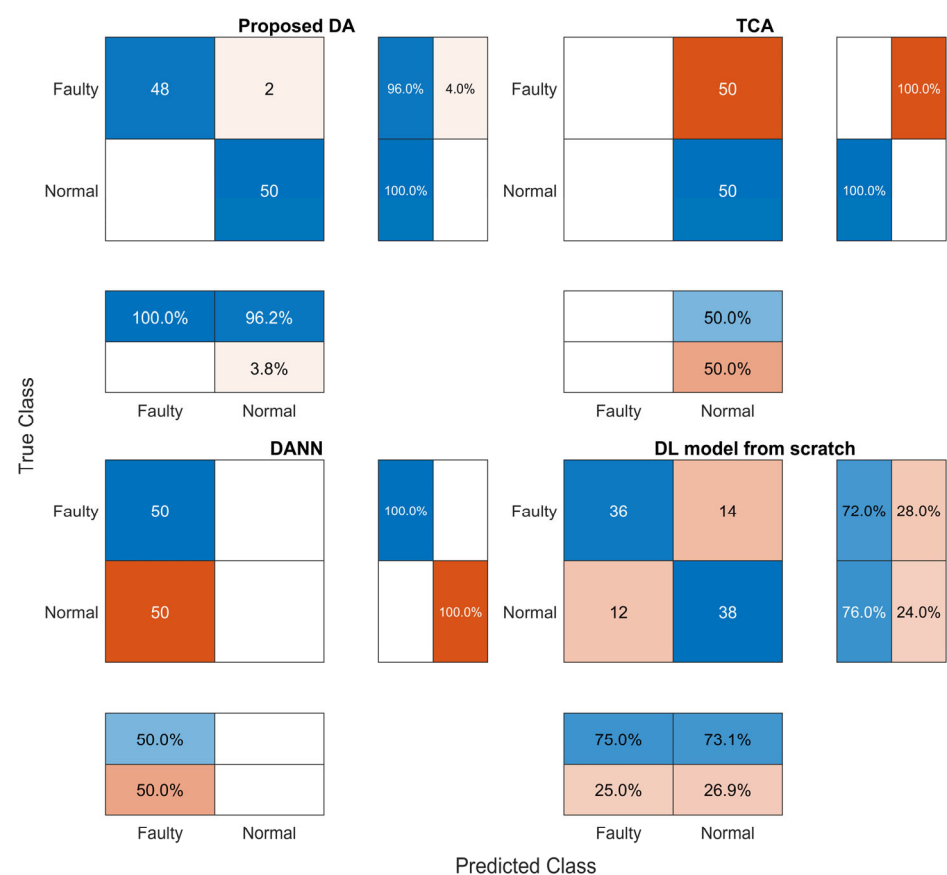 Proposed DA
TCA
Faulty 48 2 96.0% 4.0% Faulty 50 100.0%
Normal 50 100.0% Normal 50 100.0%
100.0% 96.2% 50.0%
3.8% 50.0%
Faulty Normal Faulty Normal
True Class
DANN DL model from scratch
Faulty 50 100.0% Faulty 36 14 72.0% 28.0%
Normal 50 100.0% Normal 12 38 76.0% 24.0%
50.0% 75.0% 73.1%
50.0% 25.0% 26.9%
Faulty Normal Faulty Normal
Predicted Class